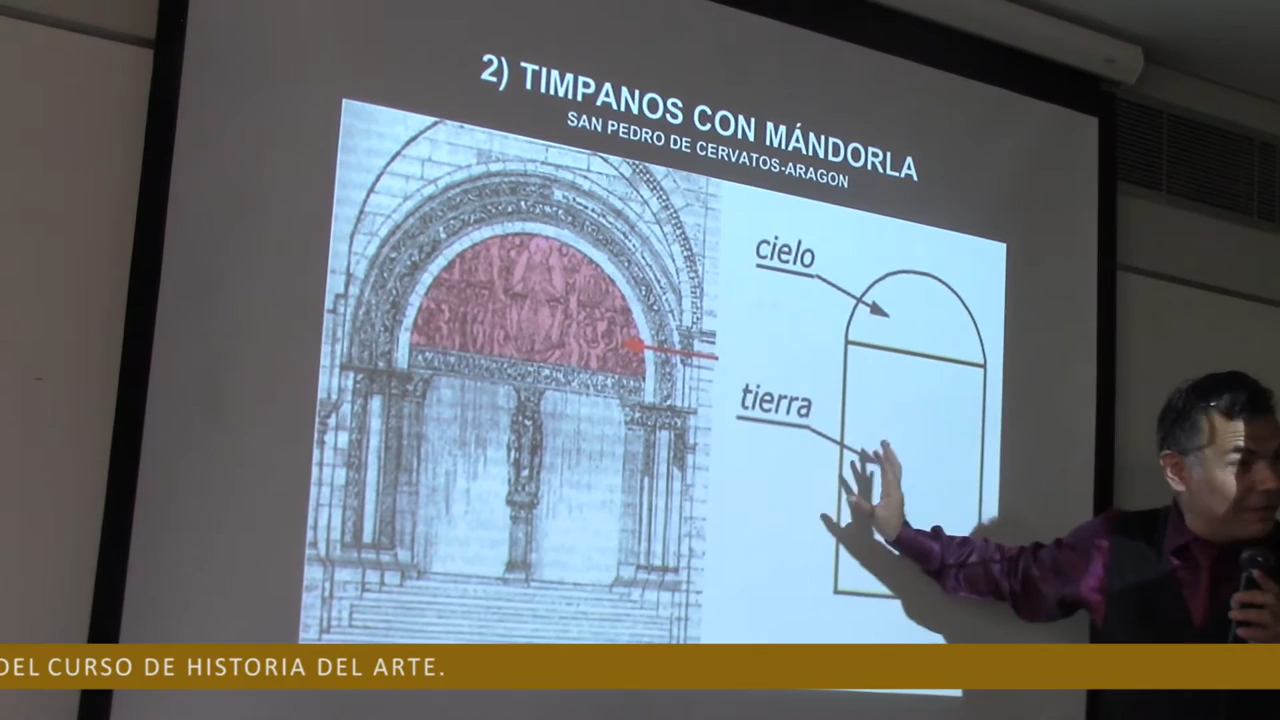 2) TIMPANOS CON MÁNDORLA
SAN PEDRO DE CERVATOS-ARAGON
cielo
tierra
DEL CURSO DE HISTORIA DEL ARTE.